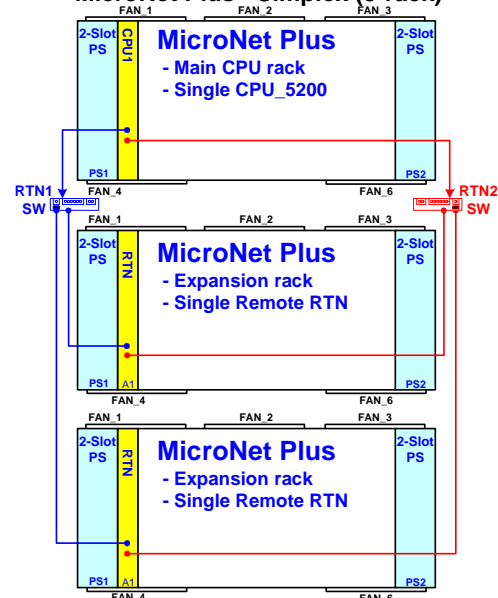 FAN_1 FAN_2 FAN_3
2-Slot PS
CPU1
MicroNet Plus
- Main CPU rack
- Single CPU_5200
2-Slot PS
PS1
PS2
RTN1
SW
RTN2
SW
FAN_4 FAN_6
FAN_1 FAN_2 FAN_3
2-Slot PS
RTN
MicroNet Plus
- Expansion rack
- Single Remote RTN
2-Slot PS
PS1 A1
PS2
FAN_4 FAN_6
FAN_1 FAN_2 FAN_3
2-Slot PS
RTN
MicroNet Plus
- Expansion rack
- Single Remote RTN
2-Slot PS
PS1 A1
PS2
FAN_4 FAN_6